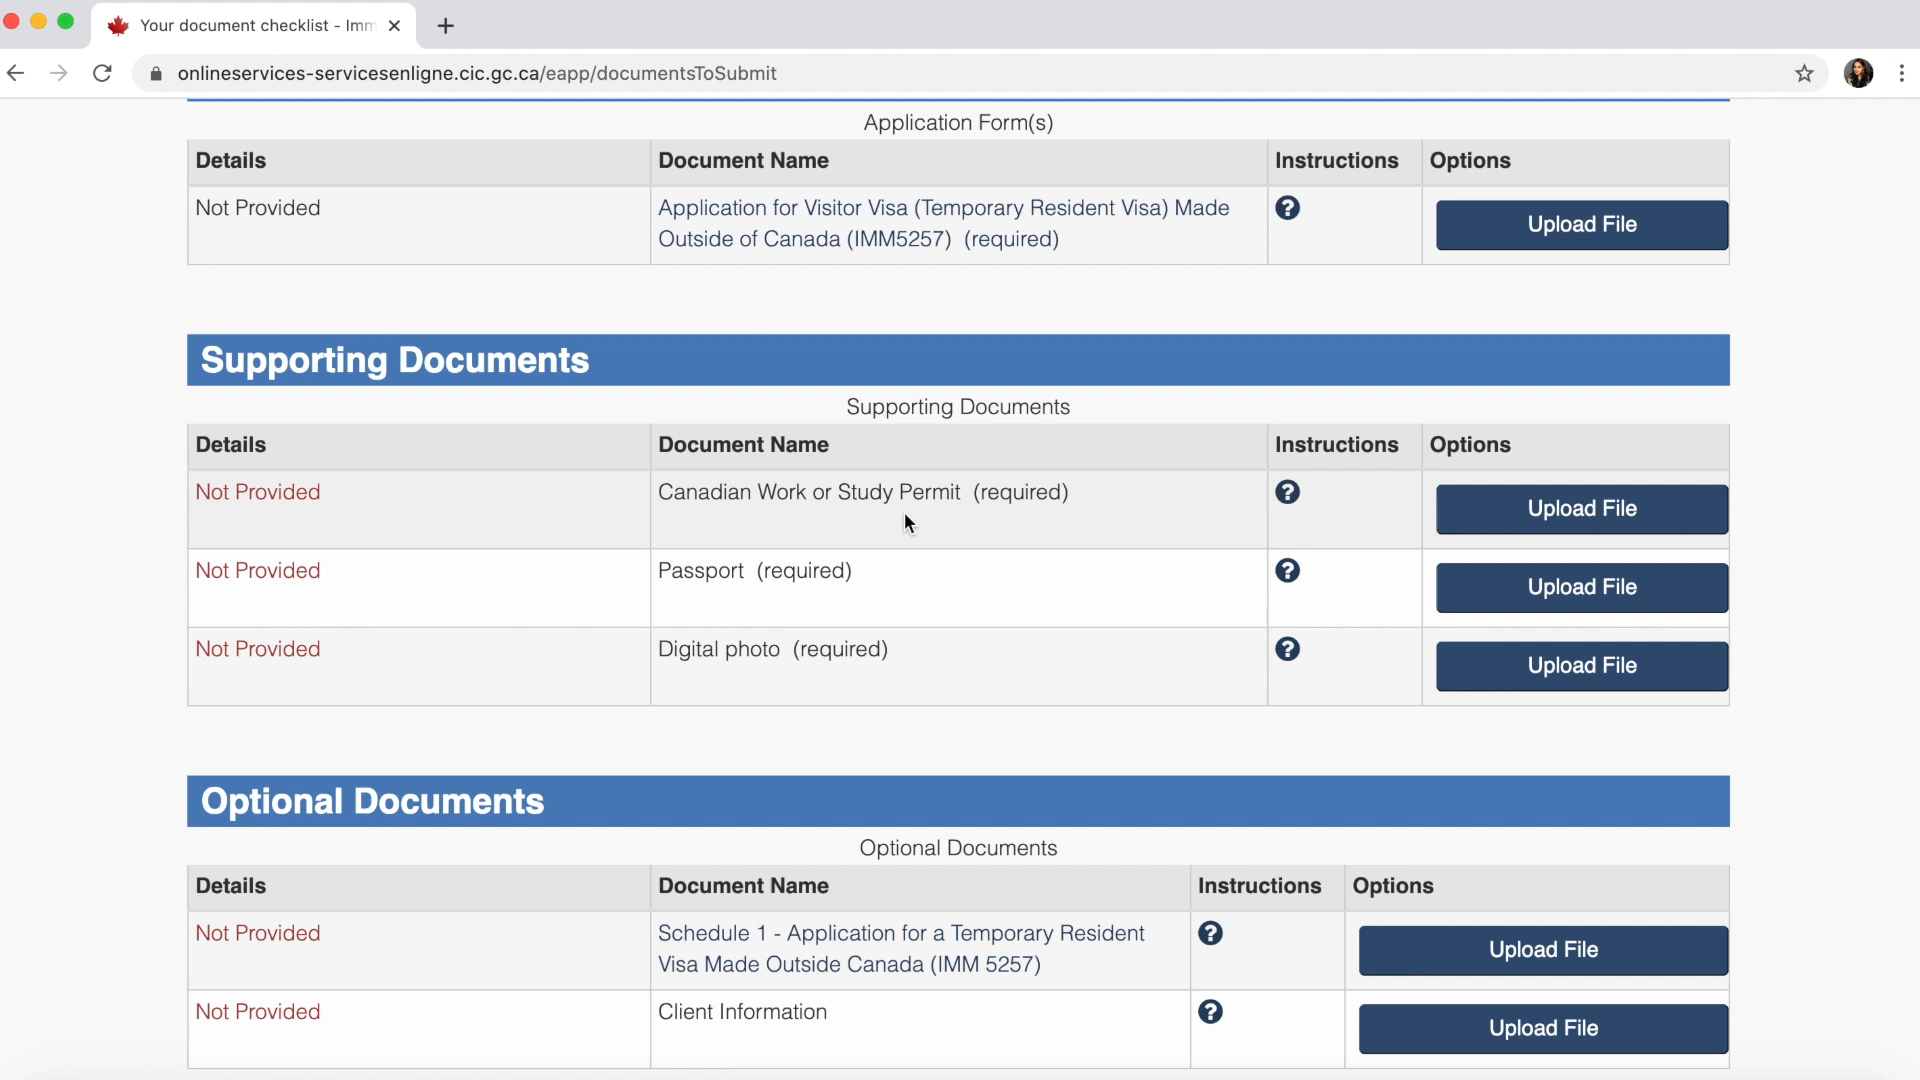 Your document checklist - Imm
onlineservices-servicesenligne.cic.gc.ca/eapp/documentsToSubmit
Application Form(s)
Details Document Name Instructions Options
Not Provided Application for Visitor Visa (Temporary Resident Visa) Made Upload File
Outside of Canada (IMM5257) (required)
Supporting Documents
Supporting Documents
Details Document Name Instructions Options
Not Provided Canadian Work or Study Permit (required) Upload File
Not Provided Passport (required) Upload File
Not Provided Digital photo (required) Upload File
Optional Documents
Optional Documents
Details Document Name Instructions Options
Not Provided Schedule 1 - Application for a Temporary Resident Upload File
Visa Made Outside Canada (IMM 5257)
Not Provided Client Information Upload File